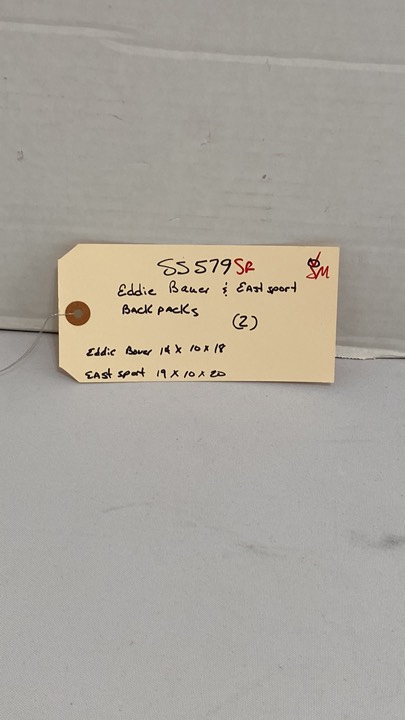 SS579SR
SM
Eddie Bauer & East sport
Back packs
(2)
Eddie Bauer 14 x 10 x 18
East sport 19 x 10 x 20